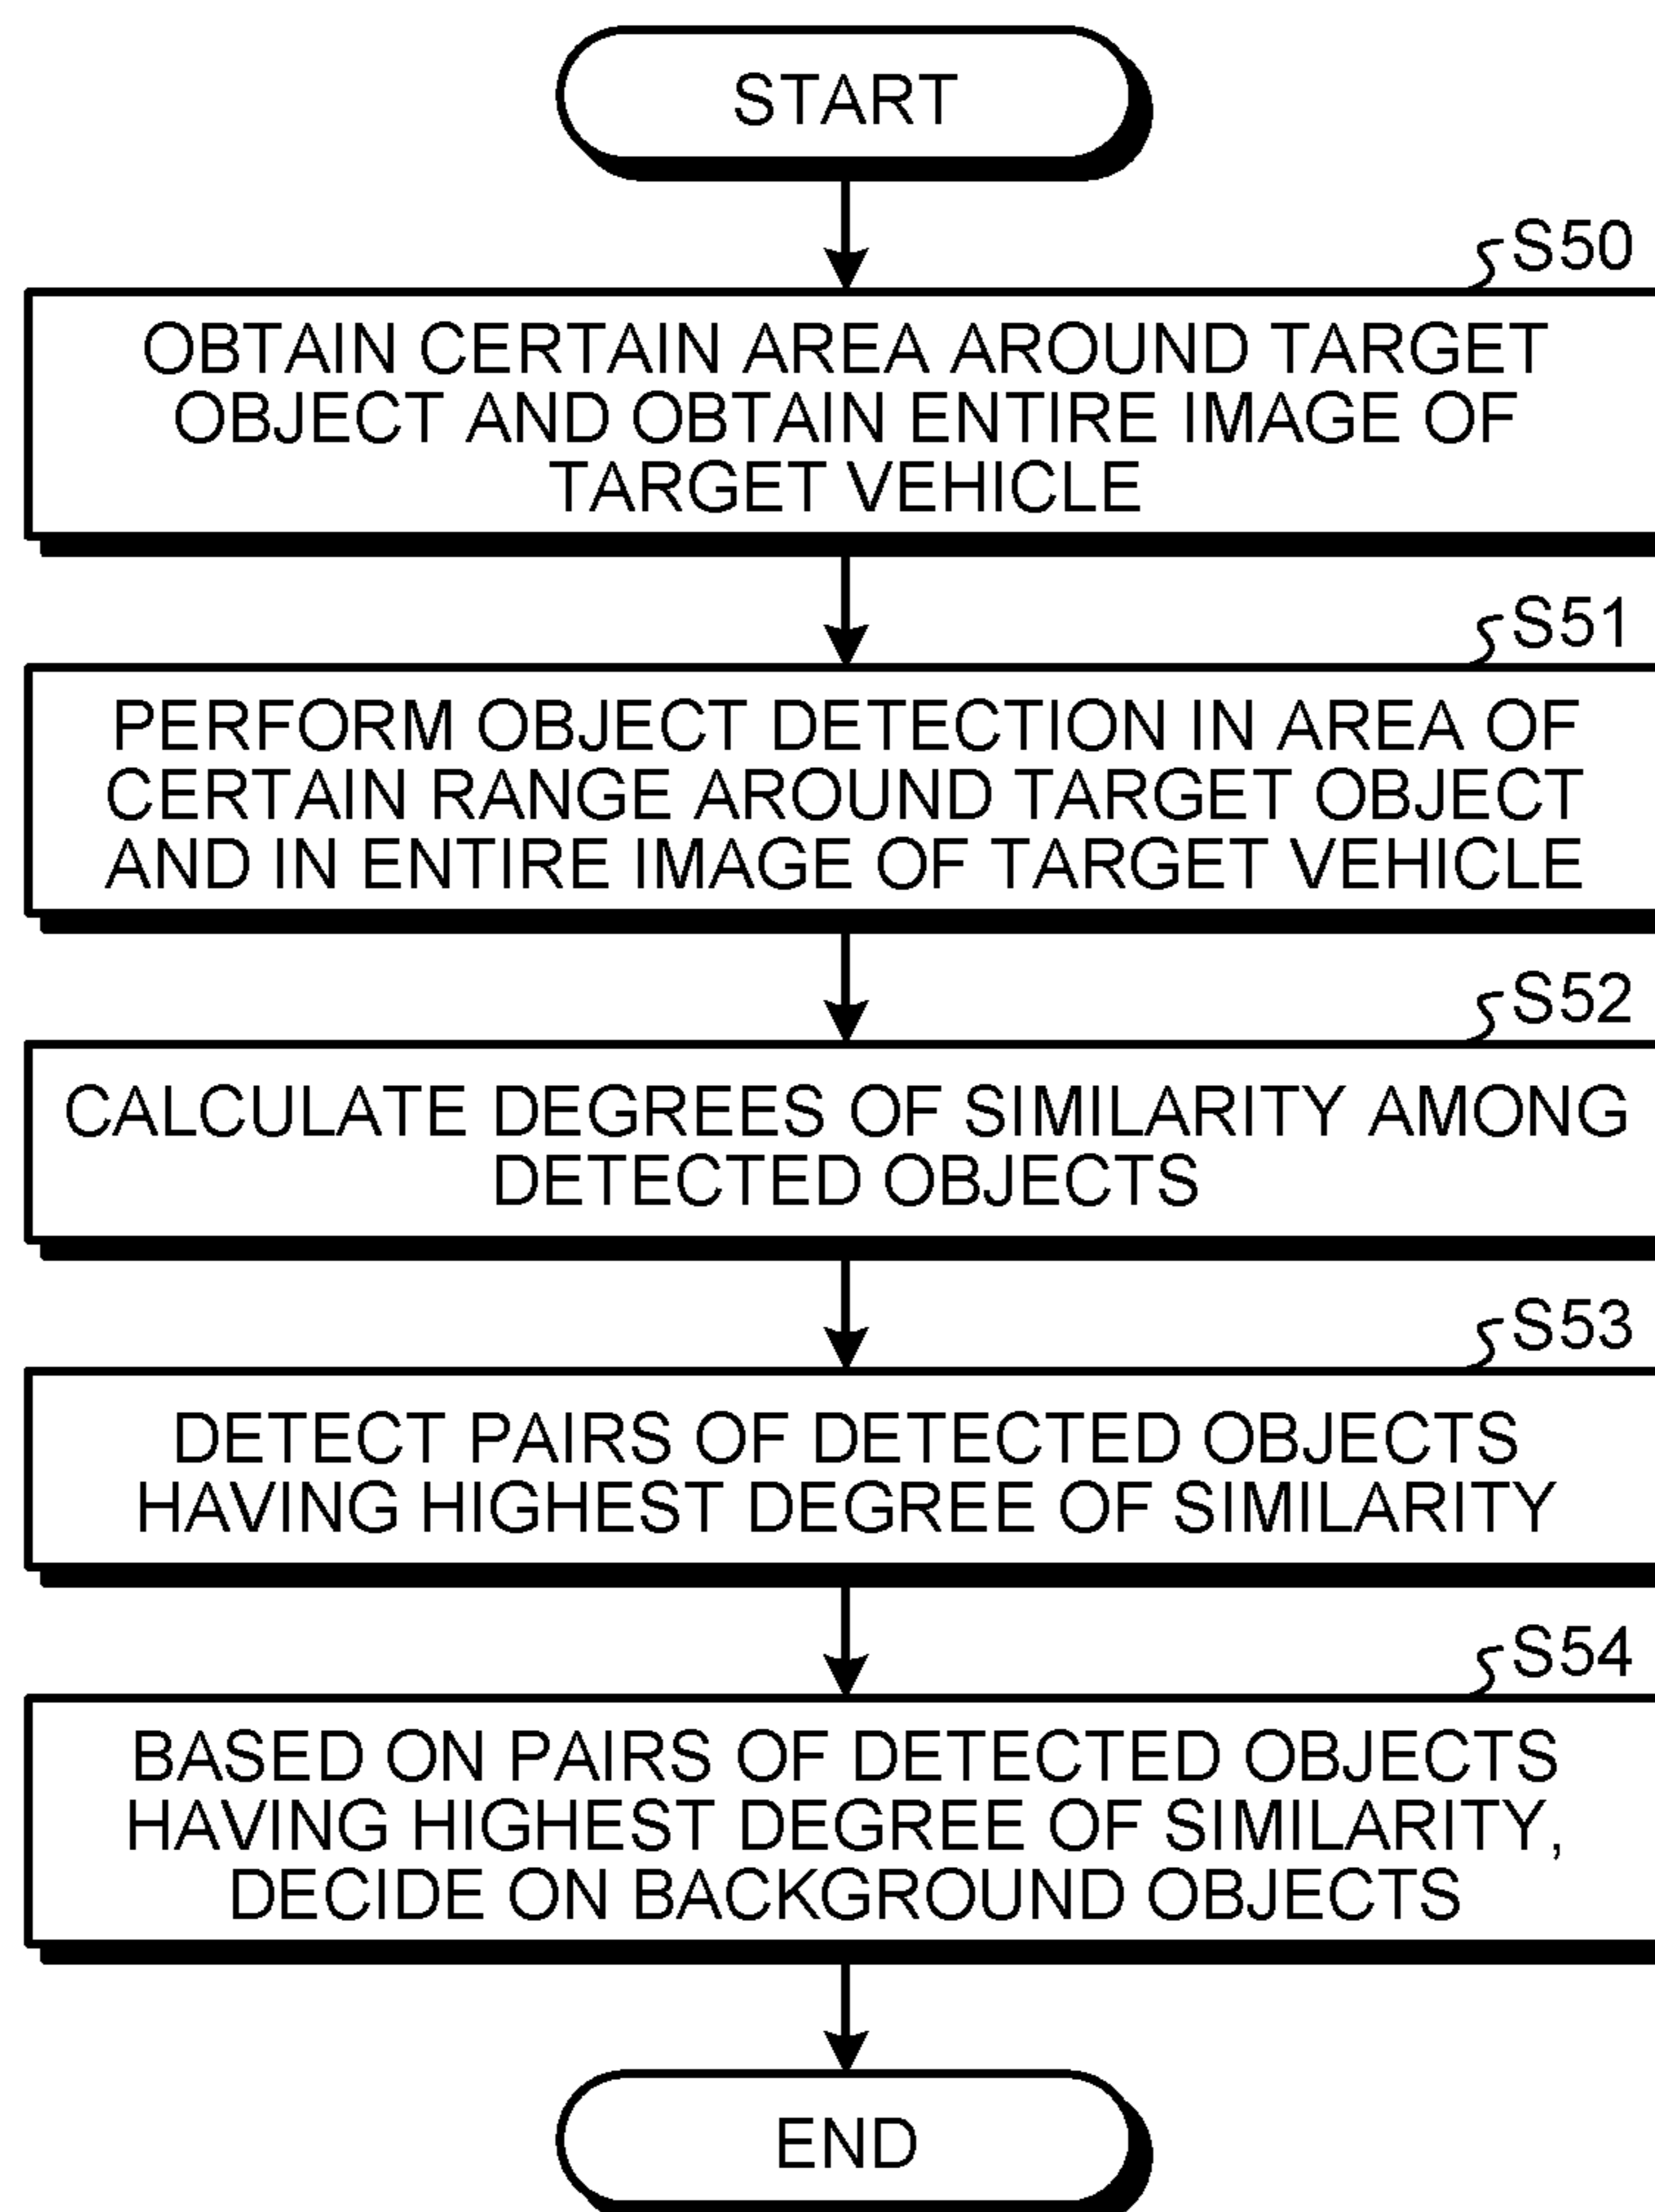 START
S50
OBTAIN CERTAIN AREA AROUND TARGET
OBJECT AND OBTAIN ENTIRE IMAGE OF
TARGET VEHICLE
S51
PERFORM OBJECT DETECTION IN AREA OF
CERTAIN RANGE AROUND TARGET OBJECT
AND IN ENTIRE IMAGE OF TARGET VEHICLE
S52
CALCULATE DEGREES OF SIMILARITY AMONG
DETECTED OBJECTS
S53
DETECT PAIRS OF DETECTED OBJECTS
HAVING HIGHEST DEGREE OF SIMILARITY
S54
BASED ON PAIRS OF DETECTED OBJECTS
HAVING HIGHEST DEGREE OF SIMILARITY,
DECIDE ON BACKGROUND OBJECTS
END